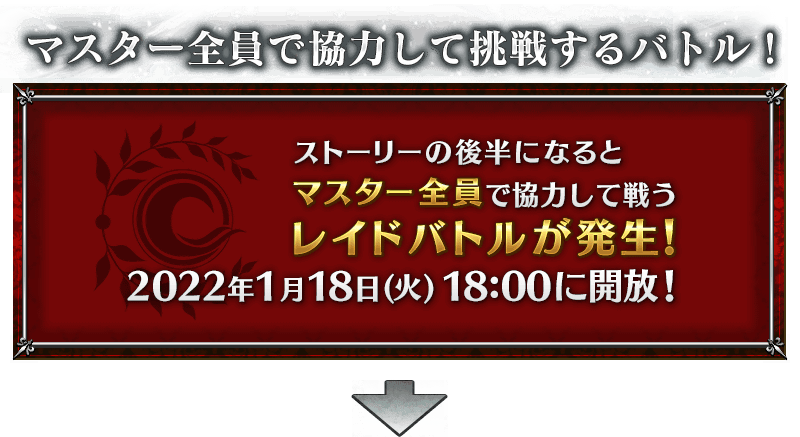 マスター全員で協力して挑戦するバトル！
ストーリーの後半になると
マスター全員で協力して戦う
レイドバトルが発生！
2022年1月18日(火) 18:00に開放！